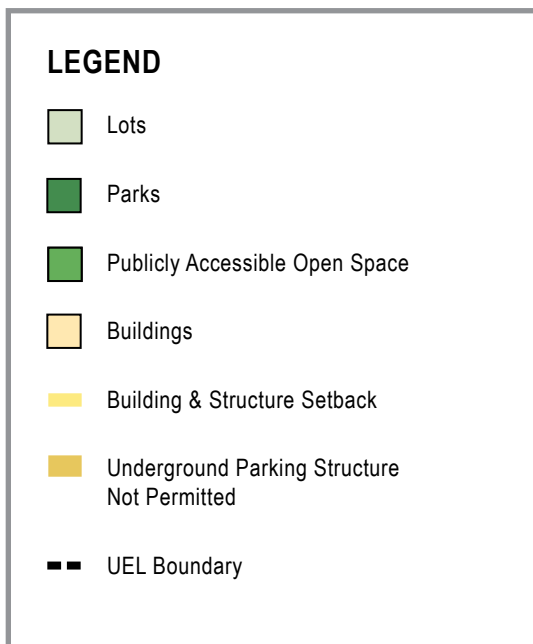 LEGEND
Lots
Parks
Publicly Accessible Open Space
Buildings
Building & Structure Setback
Underground Parking Structure
Not Permitted
UEL Boundary